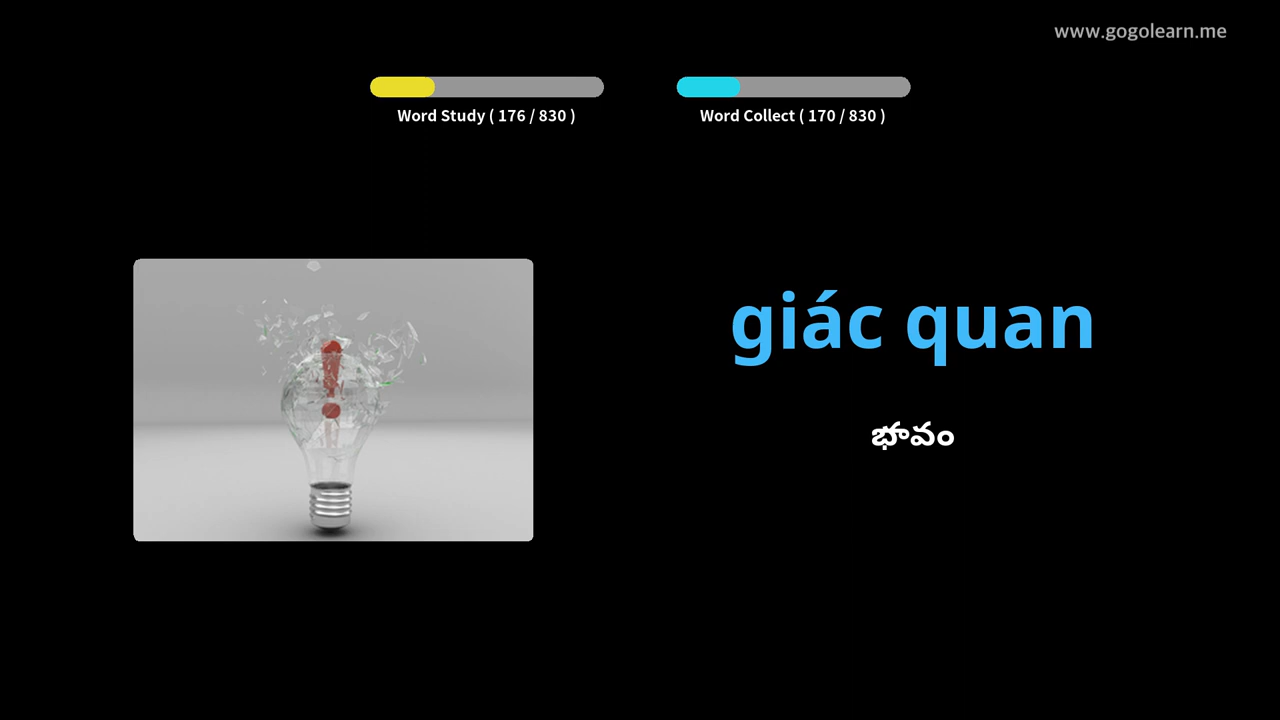 www.gogolearn.me
Word Study ( 176 / 830 )
Word Collect ( 170 / 830 )
giác quan
భావం